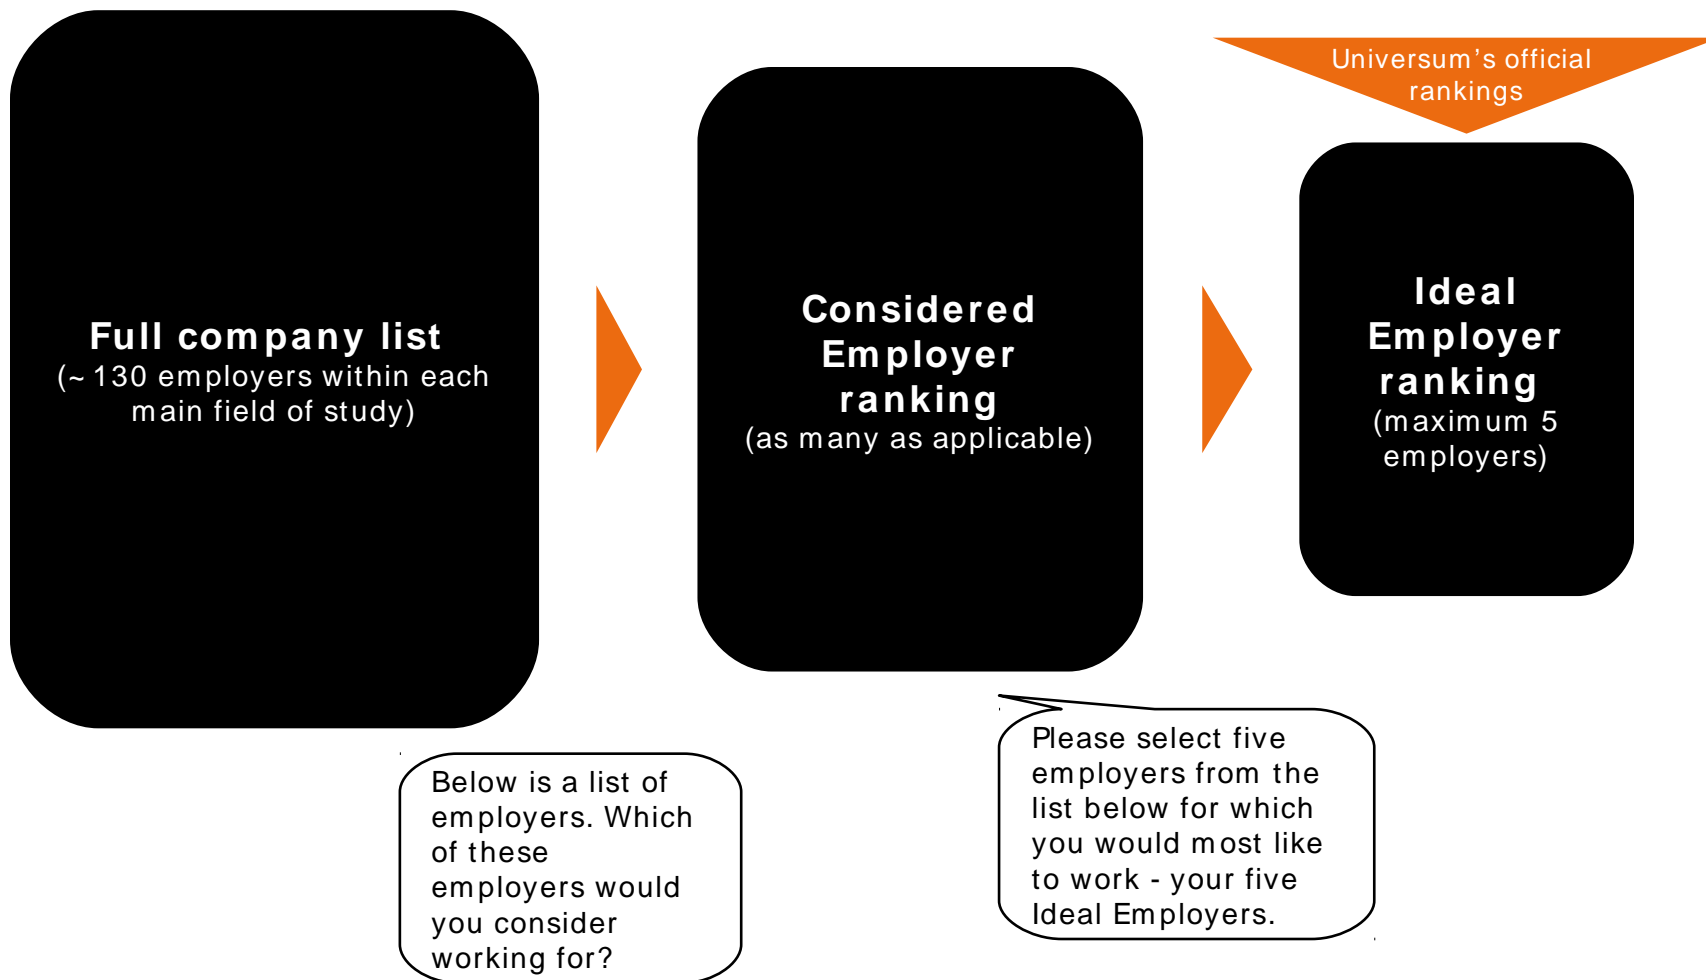 Universum’s official
rankings
Full company list
(~130 employers within each
main field of study)
Considered
Employer
ranking
(as many as applicable)
Ideal
Employer
ranking
(maximum 5
employers)
Below is a list of
employers. Which
of these
employers would
you consider
working for?
Please select five
employers from the
list below for which
you would most like
to work - your five
Ideal Employers.